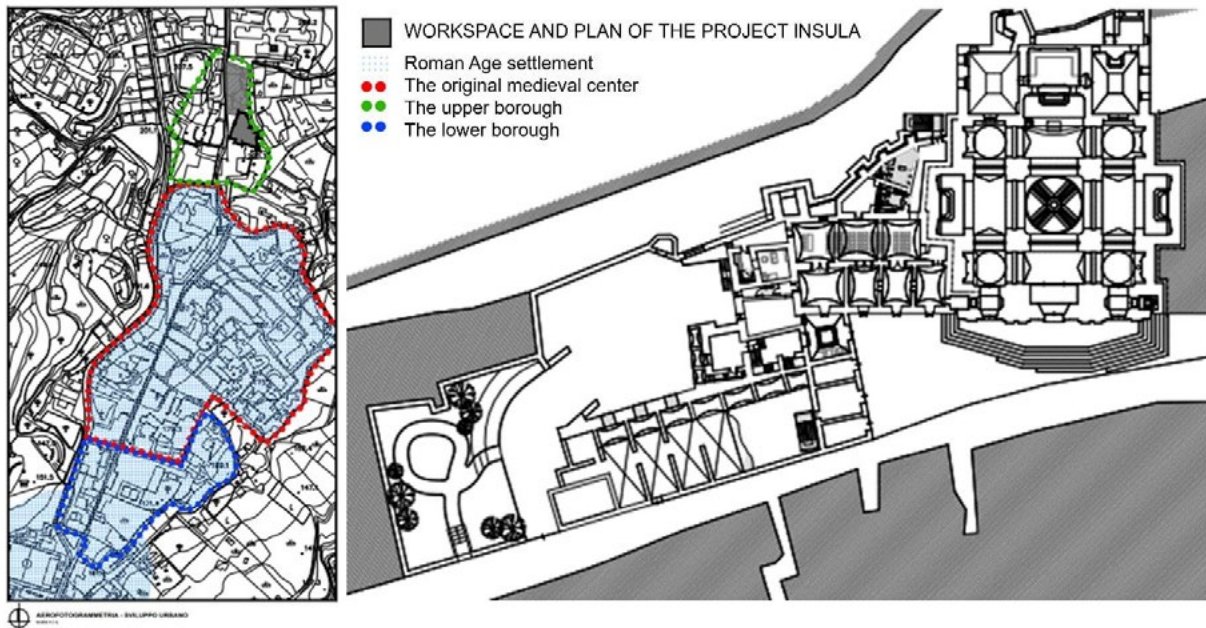 WORKSPACE AND PLAN OF THE PROJECT INSULA
Roman Age settlement
The original medieval center
The upper borough
The lower borough
AEROFOTOGRAMMETRIA - SVILUPPO URBANO